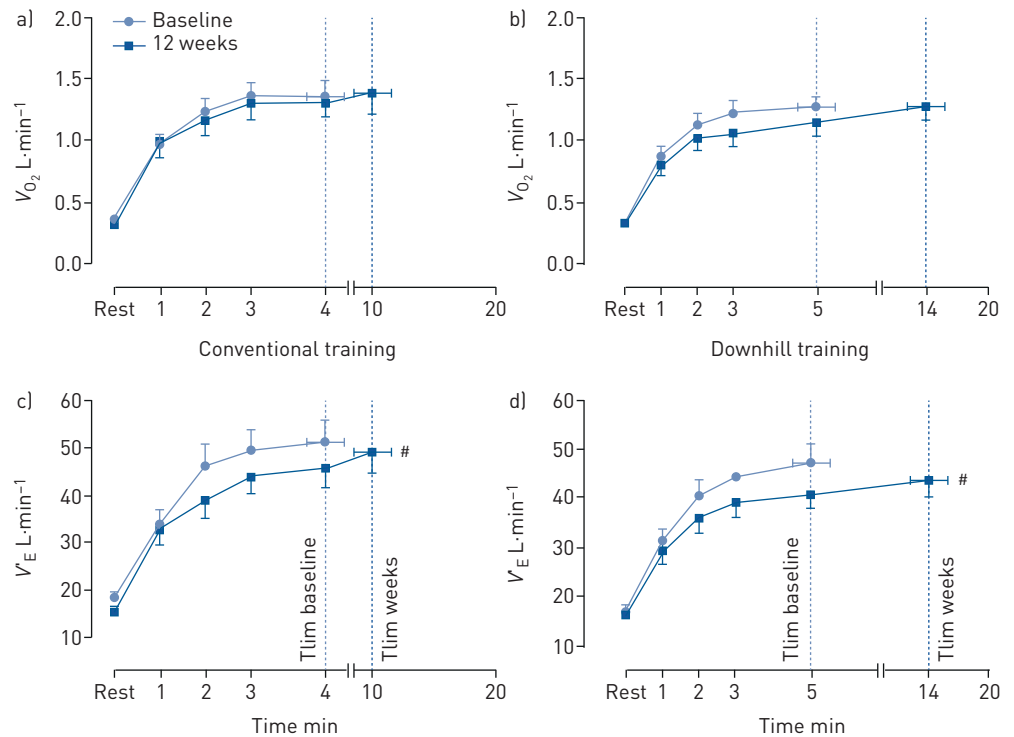 a)
Baseline
12 weeks
2.0
1.5
1.0
0.5
0.0
V_O₂ L·min⁻¹
Rest 1 2 3 4 10 20
Conventional training
b)
2.0
1.5
1.0
0.5
0.0
V_O₂ L·min⁻¹
Rest 1 2 3 5 14 20
Downhill training
c)
60
50
40
30
20
10
V'_E L·min⁻¹
#
Tlim baseline
Tlim weeks
Rest 1 2 3 4 10 20
Time min
d)
60
50
40
30
20
10
V'_E L·min⁻¹
#
Tlim baseline
Tlim weeks
Rest 1 2 3 5 14 20
Time min